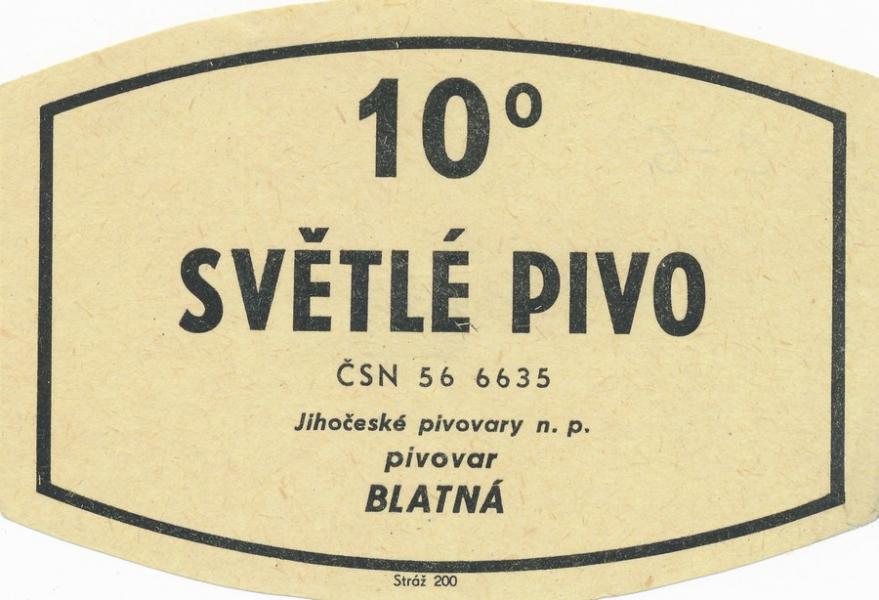 10°
SVĚTLÉ PIVO
ČSN 56 6635
Jihočeské pivovary n. p.
pivovar
BLATNÁ
Stráž 200